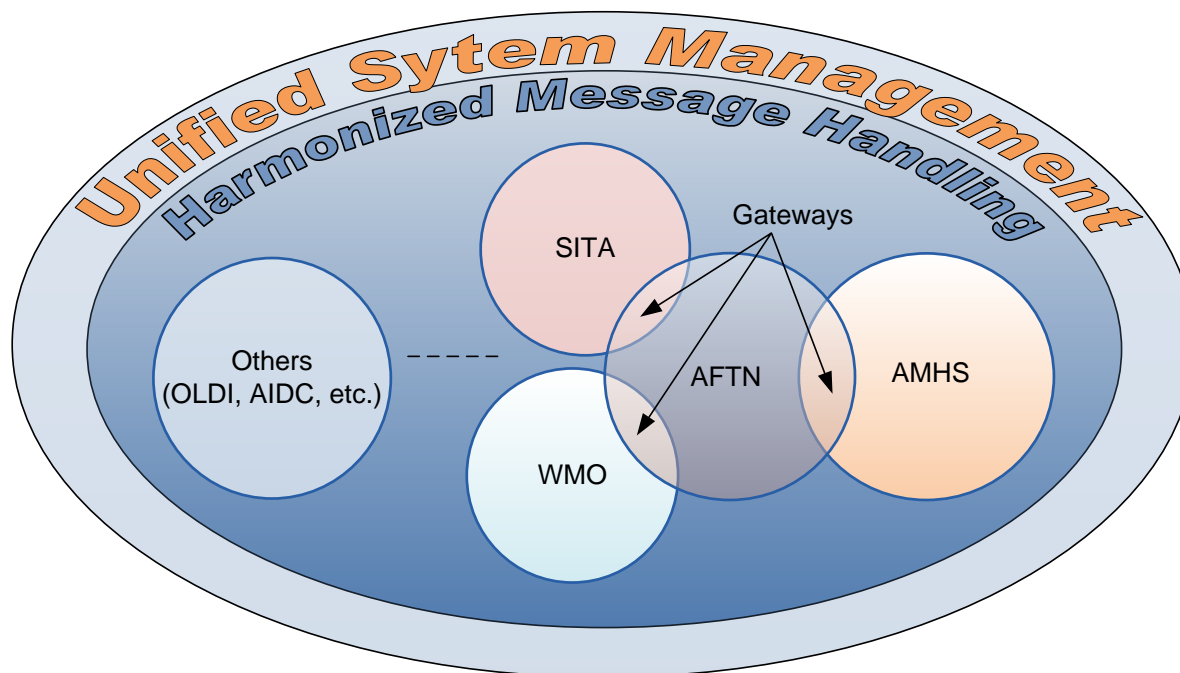 Unified Sytem Management
Harmonized Message Handling
Gateways
SITA
Others
(OLDI, AIDC, etc.)
AFTN
AMHS
WMO